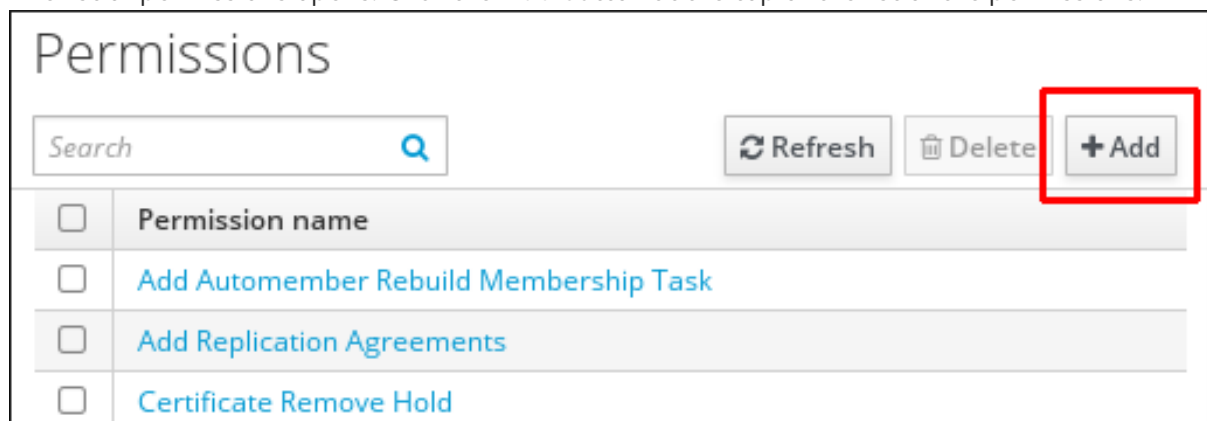 Permissions
Search Refresh Delete +Add
Permission name
Add Automember Rebuild Membership Task
Add Replication Agreements
Certificate Remove Hold